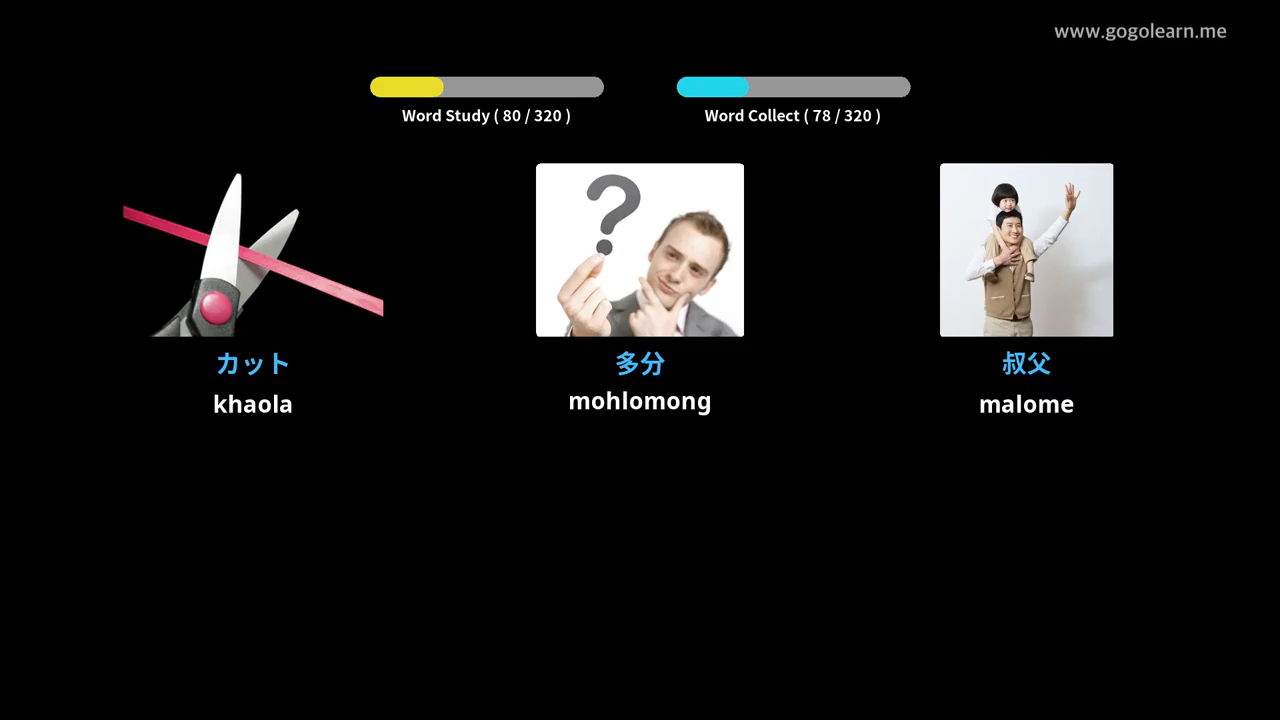 www.gogolearn.me
Word Study ( 80 / 320 )
Word Collect ( 78 / 320 )
カット
khaola
多分
mohlomong
叔父
malome